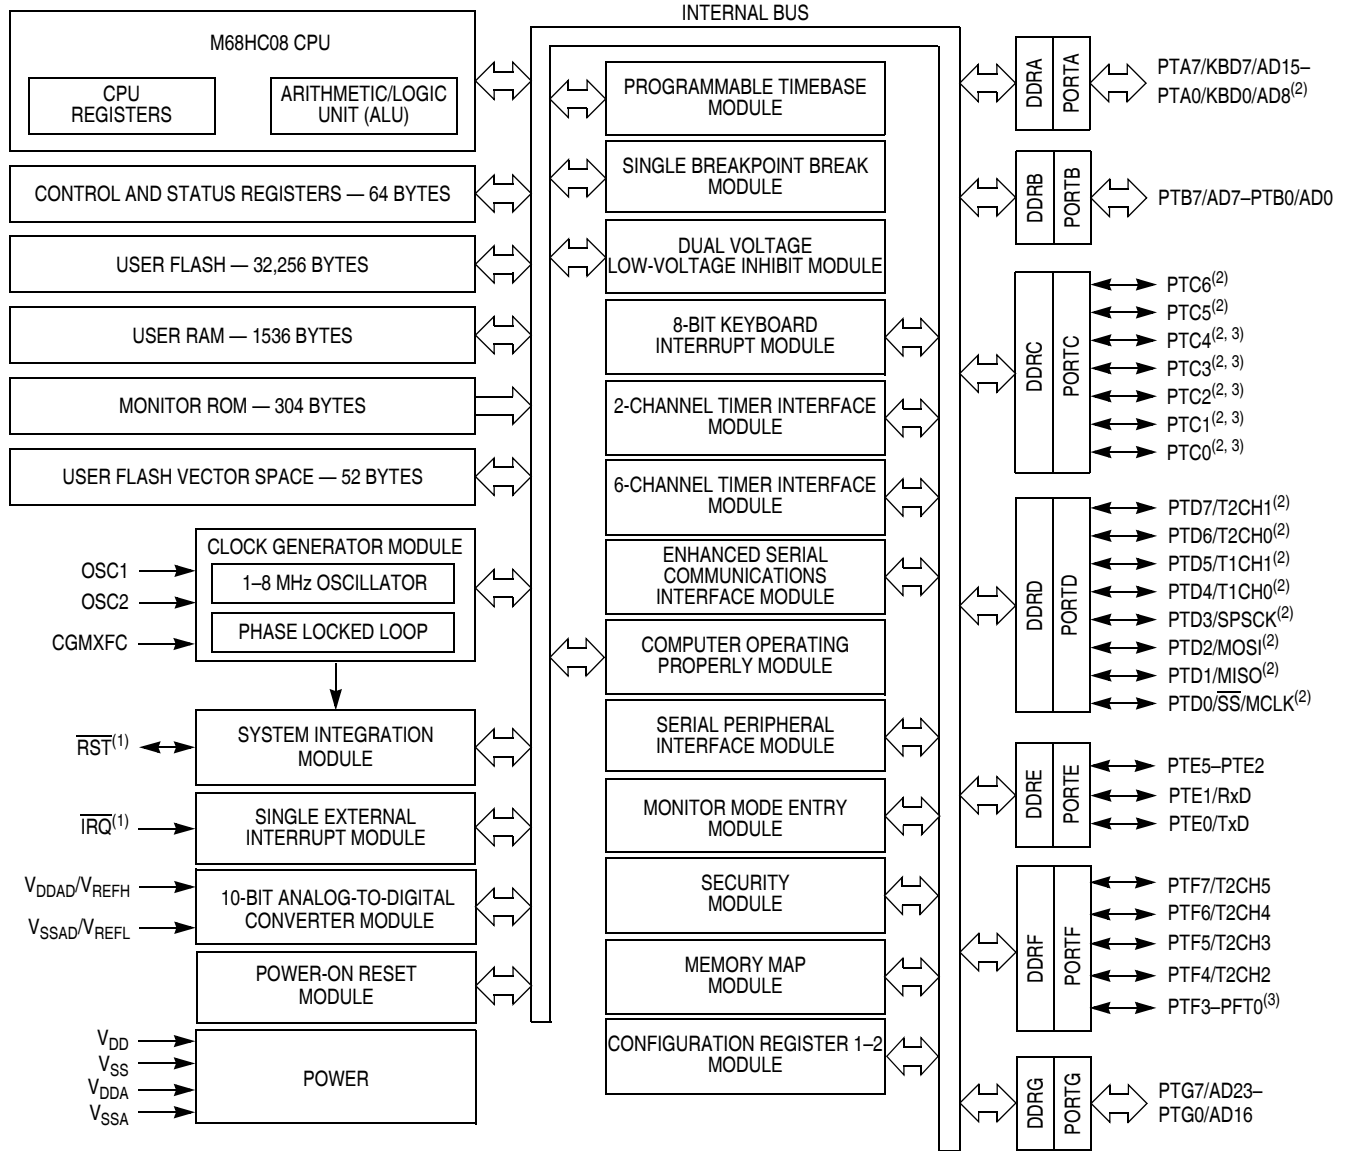 INTERNAL BUS
M68HC08 CPU
CPU
REGISTERS
ARITHMETIC/LOGIC
UNIT (ALU)
CONTROL AND STATUS REGISTERS — 64 BYTES
USER FLASH — 32,256 BYTES
USER RAM — 1536 BYTES
MONITOR ROM — 304 BYTES
USER FLASH VECTOR SPACE — 52 BYTES
CLOCK GENERATOR MODULE
1–8 MHz OSCILLATOR
PHASE LOCKED LOOP
OSC1
OSC2
CGMXFC
SYSTEM INTEGRATION
MODULE
RST(1)
SINGLE EXTERNAL
INTERRUPT MODULE
IRQ(1)
10-BIT ANALOG-TO-DIGITAL
CONVERTER MODULE
VDDAD/VREFH
VSSAD/VREFL
POWER-ON RESET
MODULE
POWER
VDD
VSS
VDDA
VSSA
PROGRAMMABLE TIMEBASE
MODULE
SINGLE BREAKPOINT BREAK
MODULE
DUAL VOLTAGE
LOW-VOLTAGE INHIBIT MODULE
8-BIT KEYBOARD
INTERRUPT MODULE
2-CHANNEL TIMER INTERFACE
MODULE
6-CHANNEL TIMER INTERFACE
MODULE
ENHANCED SERIAL
COMMUNICATIONS
INTERFACE MODULE
COMPUTER OPERATING
PROPERLY MODULE
SERIAL PERIPHERAL
INTERFACE MODULE
MONITOR MODE ENTRY
MODULE
SECURITY
MODULE
MEMORY MAP
MODULE
CONFIGURATION REGISTER 1–2
MODULE
DDRA
PORTA
PTA7/KBD7/AD15–
PTA0/KBD0/AD8(2)
DDRB
PORTB
PTB7/AD7–PTB0/AD0
DDRC
PORTC
PTC6(2)
PTC5(2)
PTC4(2, 3)
PTC3(2, 3)
PTC2(2, 3)
PTC1(2, 3)
PTC0(2, 3)
DDRD
PORTD
PTD7/T2CH1(2)
PTD6/T2CH0(2)
PTD5/T1CH1(2)
PTD4/T1CH0(2)
PTD3/SPSCK(2)
PTD2/MOSI(2)
PTD1/MISO(2)
PTD0/SS/MCLK(2)
DDRE
PORTE
PTE5–PTE2
PTE1/RxD
PTE0/TxD
DDRF
PORTF
PTF7/T2CH5
PTF6/T2CH4
PTF5/T2CH3
PTF4/T2CH2
PTF3–PFT0(3)
DDRG
PORTG
PTG7/AD23–
PTG0/AD16